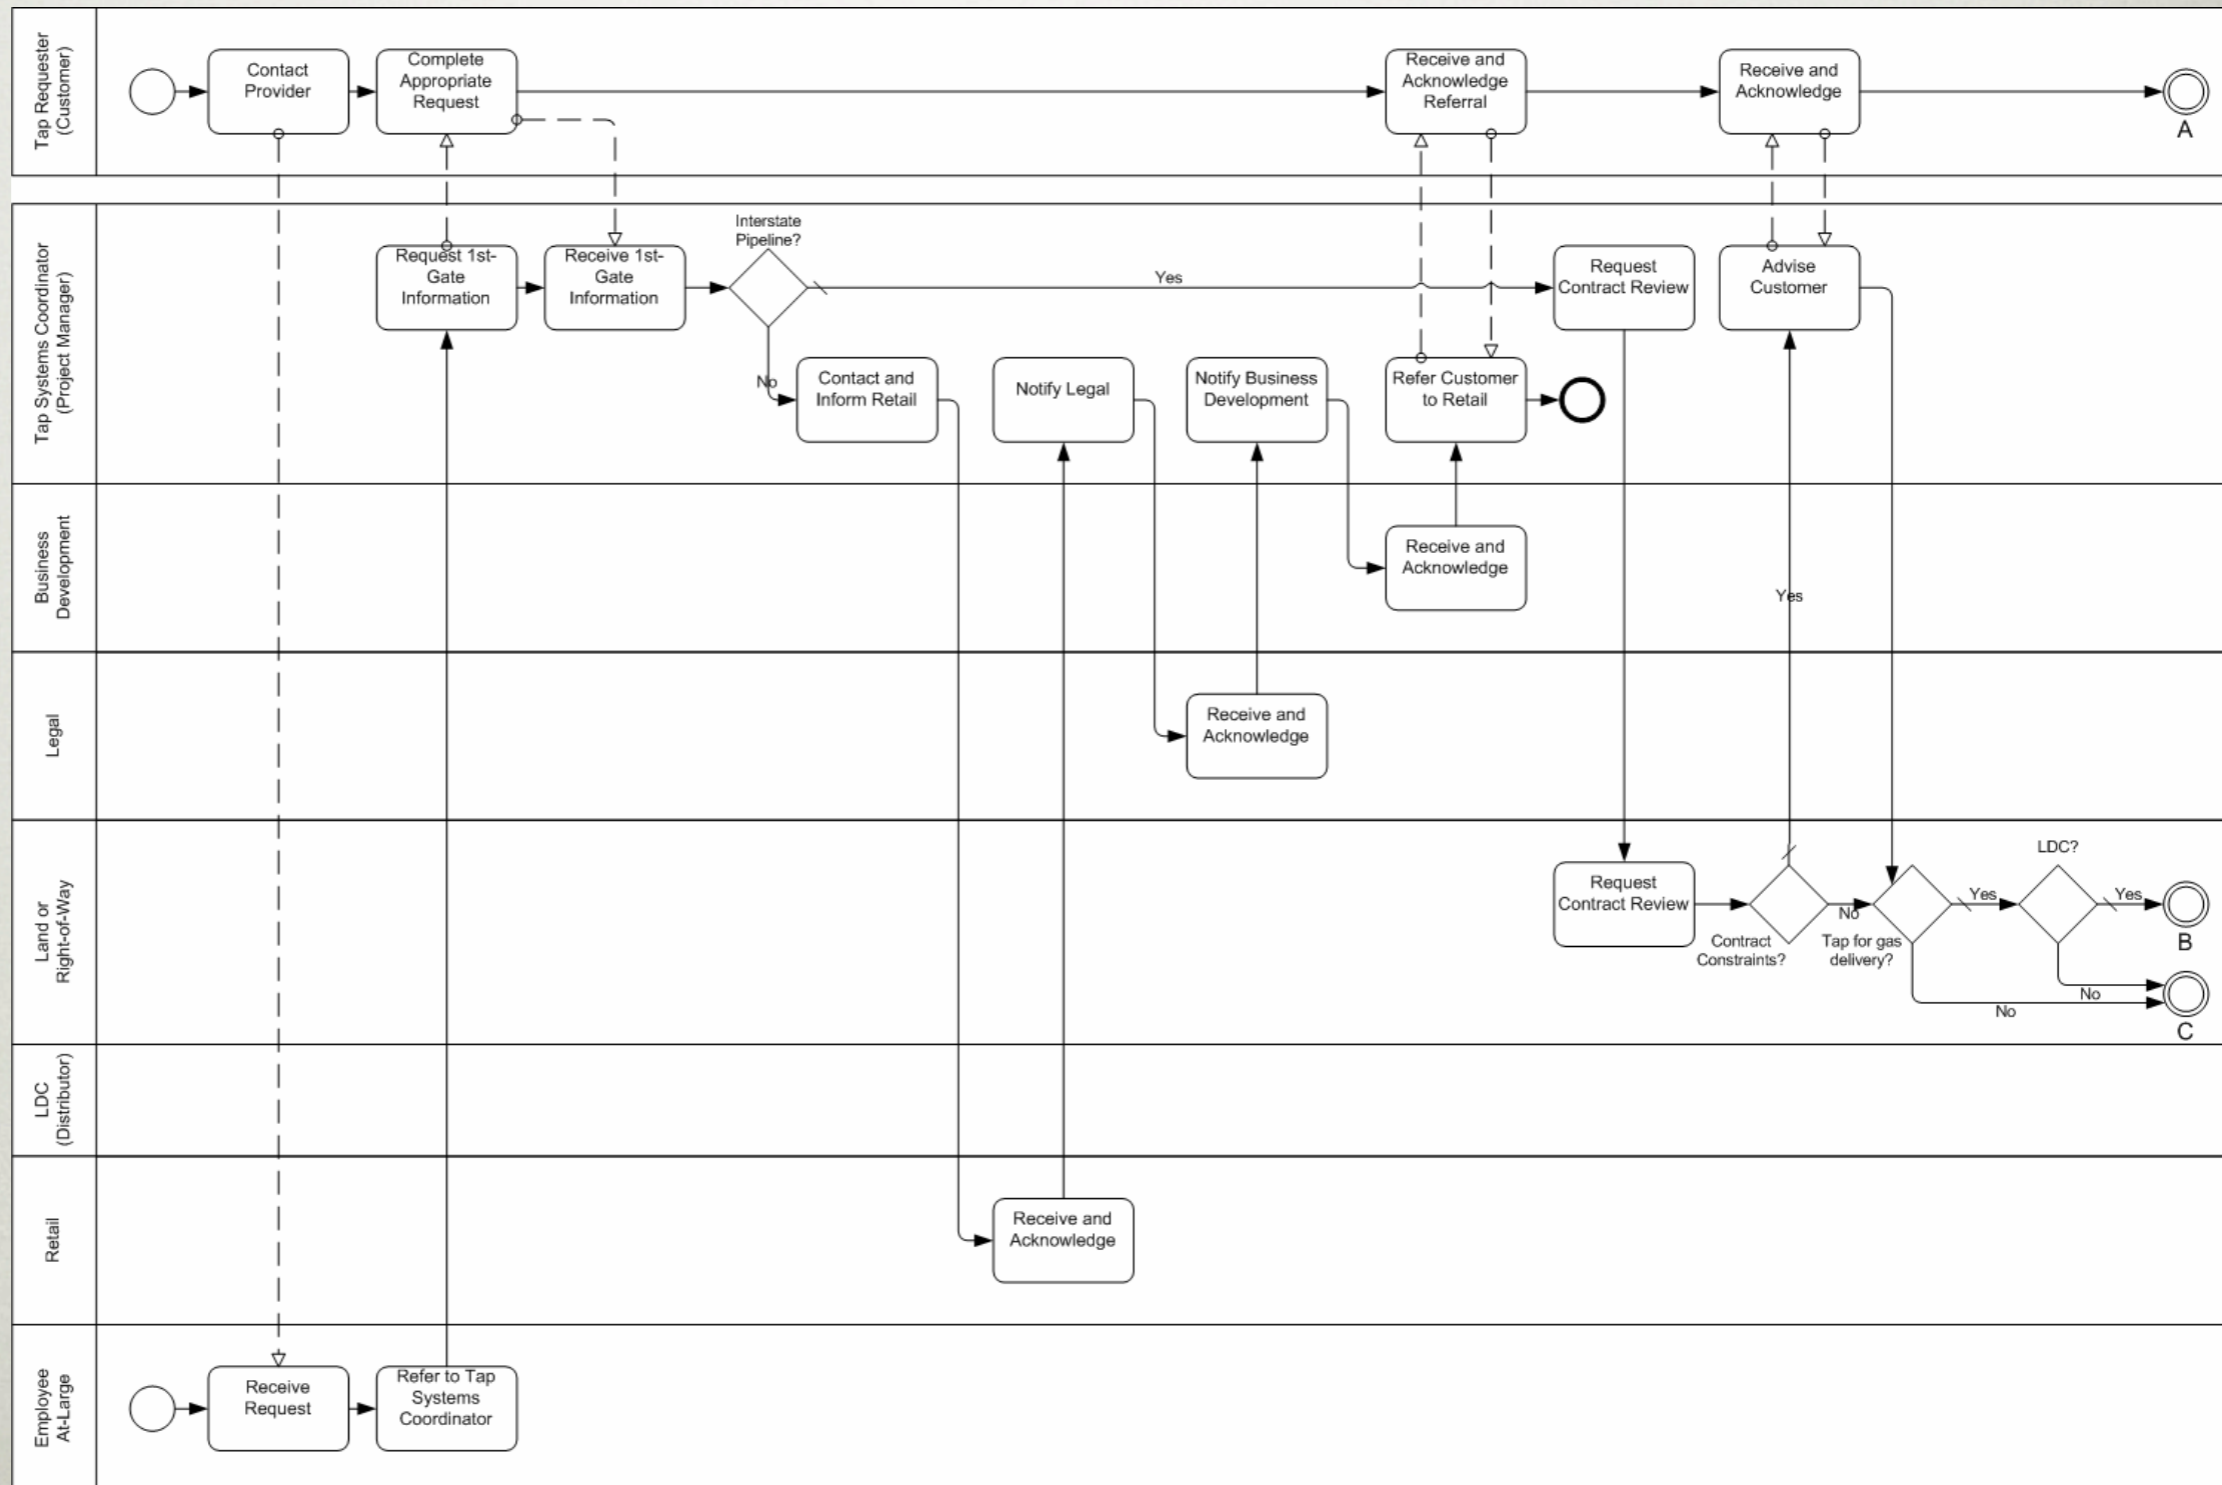 Tap Requester
(Customer)
Contact
Provider
Complete
Appropriate
Request
Receive and
Acknowledge
Referral
Receive and
Acknowledge
A
Tap Systems Coordinator
(Project Manager)
Request 1st-
Gate
Information
Receive 1st-
Gate
Information
Interstate
Pipeline?
Yes
No
Contact and
Inform Retail
Notify Legal
Notify Business
Development
Refer Customer
to Retail
Request
Contract Review
Advise
Customer
Business
Development
Receive and
Acknowledge
Yes
Legal
Receive and
Acknowledge
Land or
Right-of-Way
Request
Contract Review
Contract
Constraints?
No
Tap for gas
delivery?
Yes
LDC?
Yes
B
No
No
C
LDC
(Distributor)
Retail
Receive and
Acknowledge
Employee
At-Large
Receive
Request
Refer to Tap
Systems
Coordinator